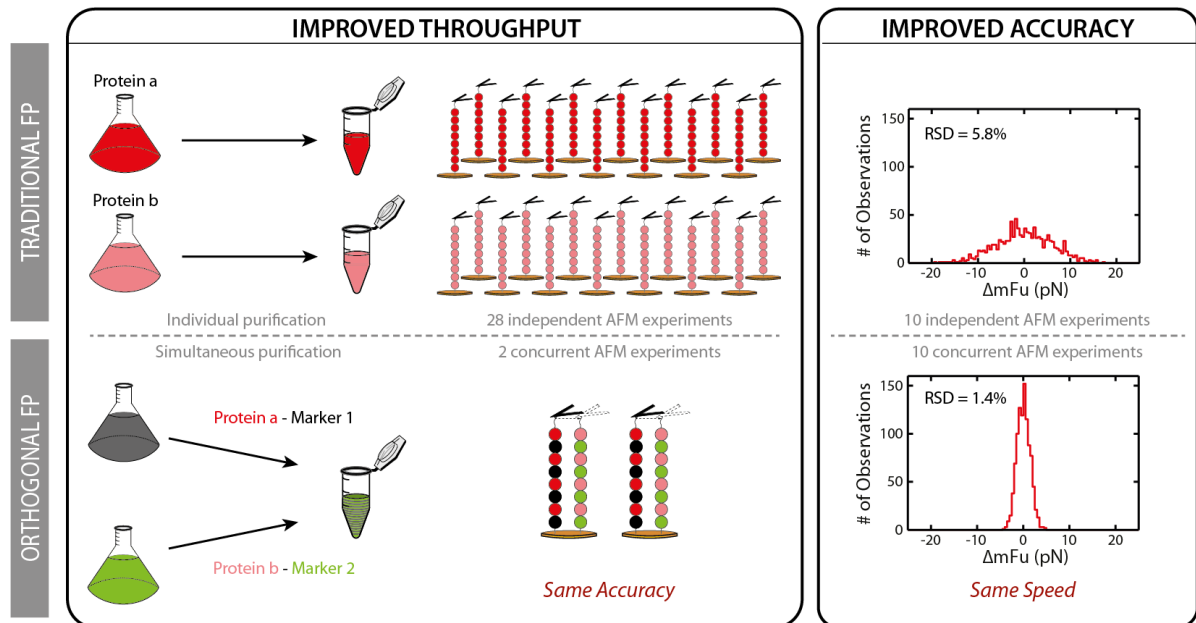 IMPROVED THROUGHPUT
IMPROVED ACCURACY
TRADITIONAL FP
Protein a
Protein b
Individual purification
28 independent AFM experiments
RSD = 5.8%
# of Observations
150
100
50
0
-20 -10 0 10 20
ΔmFu (pN)
10 independent AFM experiments
ORTHOGONAL FP
Simultaneous purification
2 concurrent AFM experiments
Protein a - Marker 1
Protein b - Marker 2
Same Accuracy
10 concurrent AFM experiments
RSD = 1.4%
# of Observations
150
100
50
0
-20 -10 0 10 20
ΔmFu (pN)
Same Speed